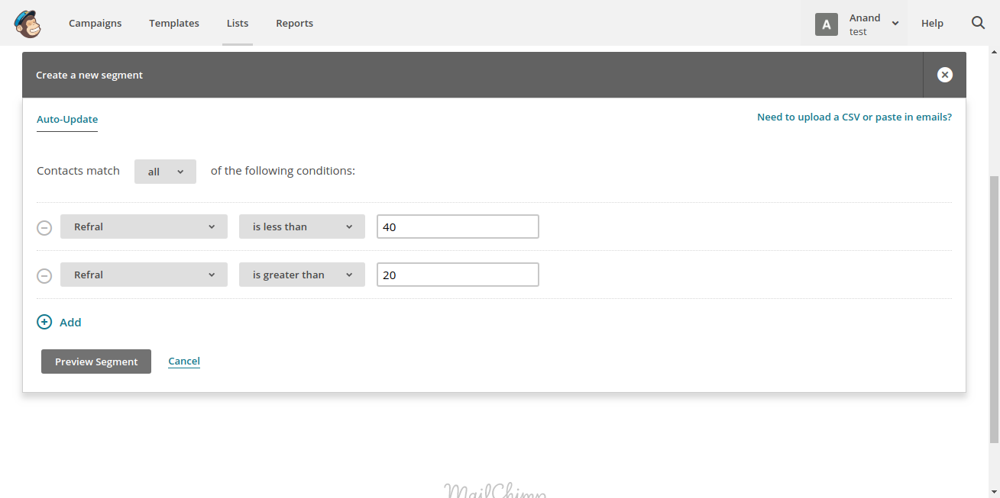 Campaigns Templates Lists Reports
A Anand Help
test
Create a new segment
Auto-Update Need to upload a CSV or paste in emails?
Contacts match all of the following conditions:
Refral is less than 40
Refral is greater than 20
Add
Preview Segment Cancel
MailChimp